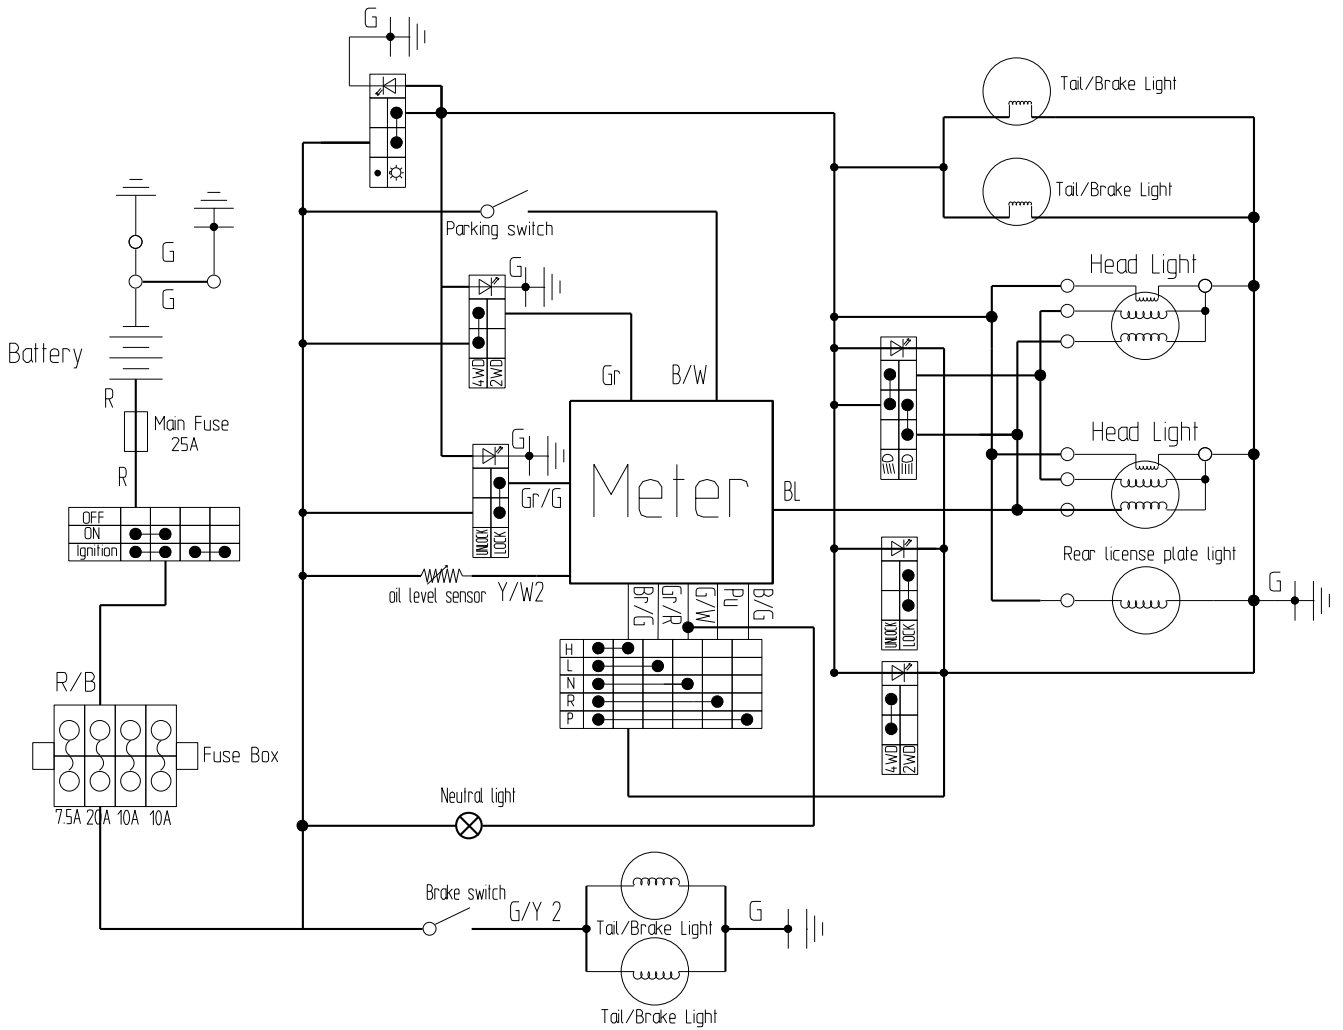 G
Tail/Brake Light
Tail/Brake Light
Parking switch
G
G
G
Head Light
Battery
R
Main Fuse
25A
R
Gr
B/W
4WD
2WD
G
Gr/G
Head Light
Meter
BL
UNLOCK
LOCK
OFF
ON
Ignition
oil level sensor
Y/W2
Rear license plate light
G
Br/G
Gr/R
G/W
Pu
B/G
UNLOCK
LOCK
H
L
N
R
P
R/B
Fuse Box
4WD
2WD
7.5A
20A
10A
10A
Neutral light
Brake switch
G/Y 2
Tail/Brake Light
G
Tail/Brake Light